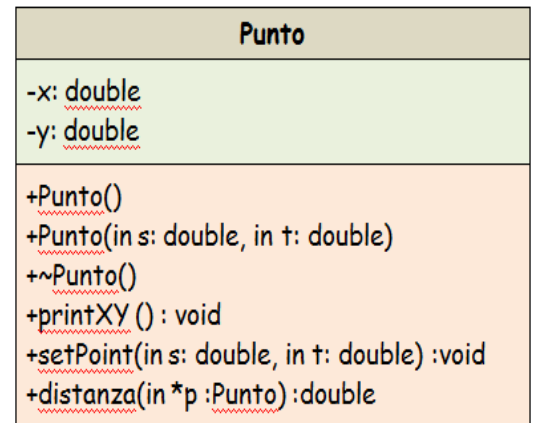 Punto
-x: double
-y: double
+Punto()
+Punto(in s: double, in t: double)
+~Punto()
+printXY () : void
+setPoint(in s: double, in t: double) :void
+distanza(in *p :Punto) :double